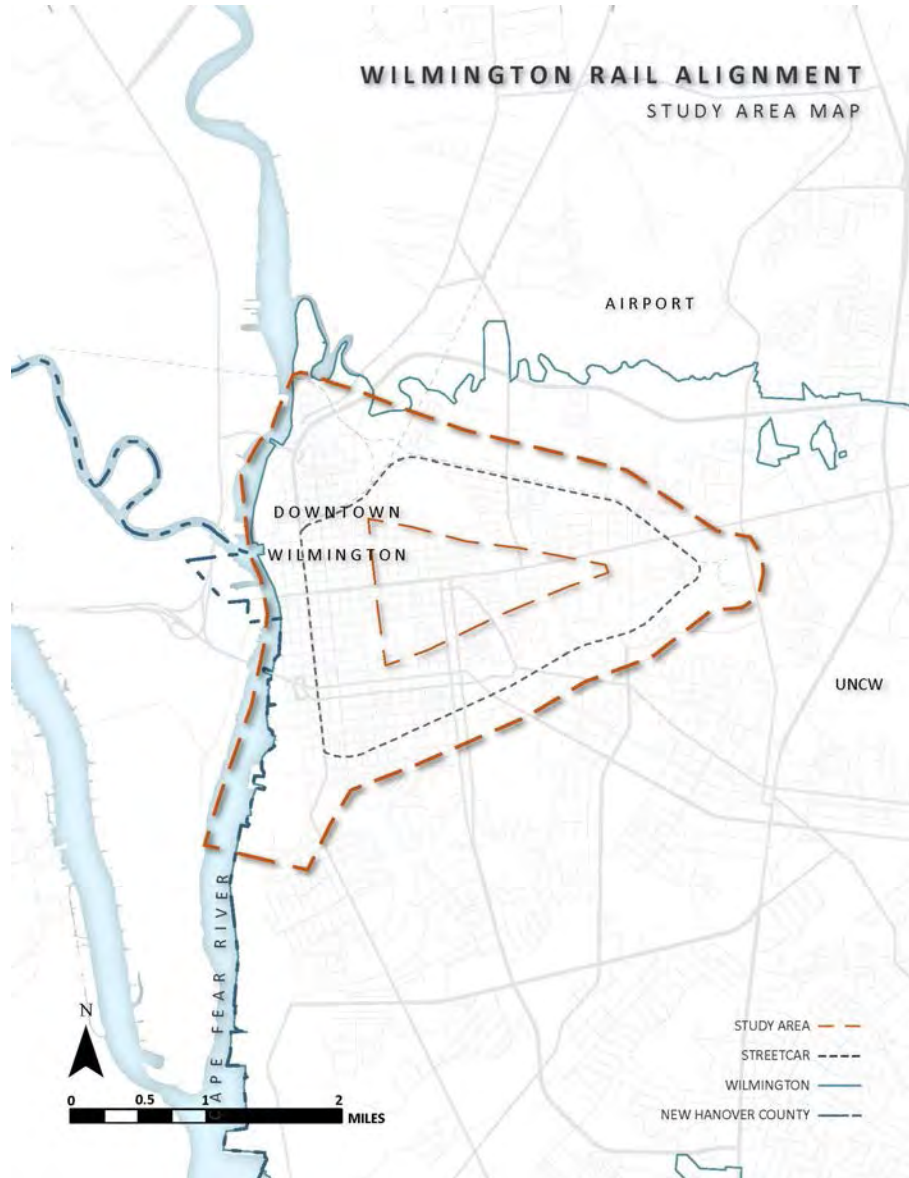 WILMINGTON RAIL ALIGNMENT
STUDY AREA MAP
AIRPORT
DOWNTOWN
WILMINGTON
UNCW
CAPE FEAR RIVER
N
0 0.5 1 2
MILES
STUDY AREA
STREETCAR
WILMINGTON
NEW HANOVER COUNTY